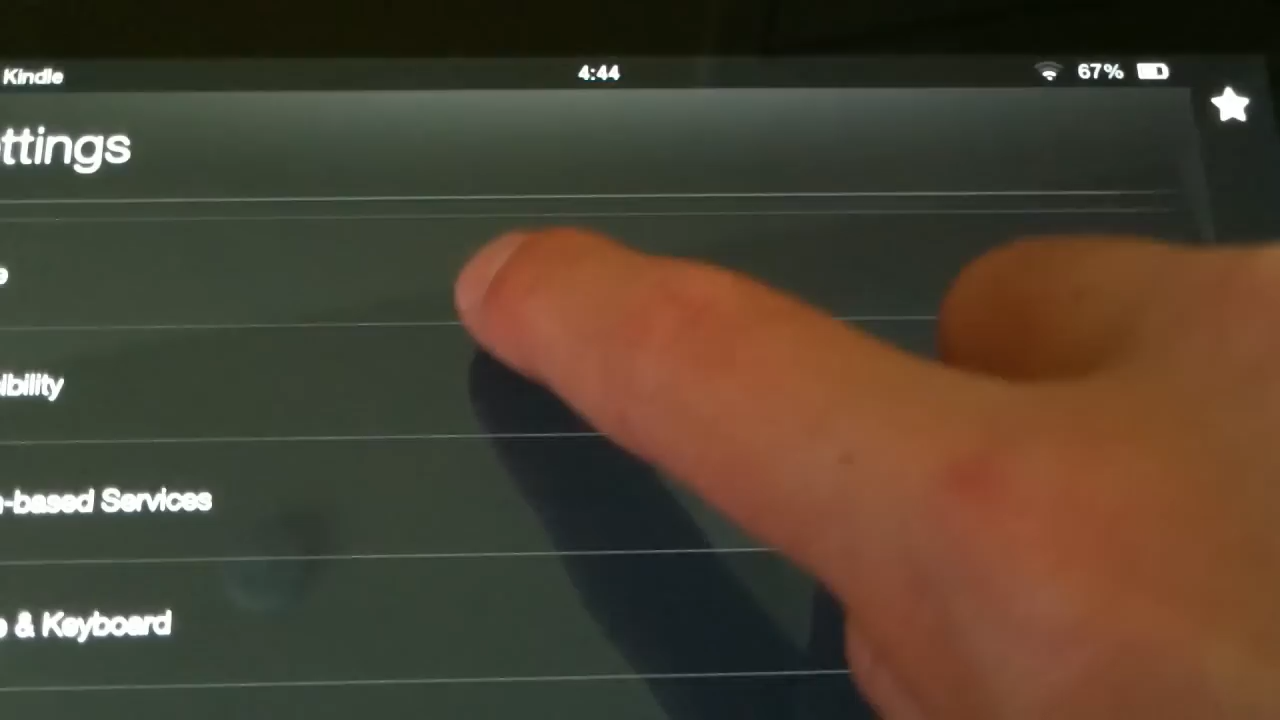 Kindle 4:44 67%
ttings
e
ibility
n-based Services
e & Keyboard